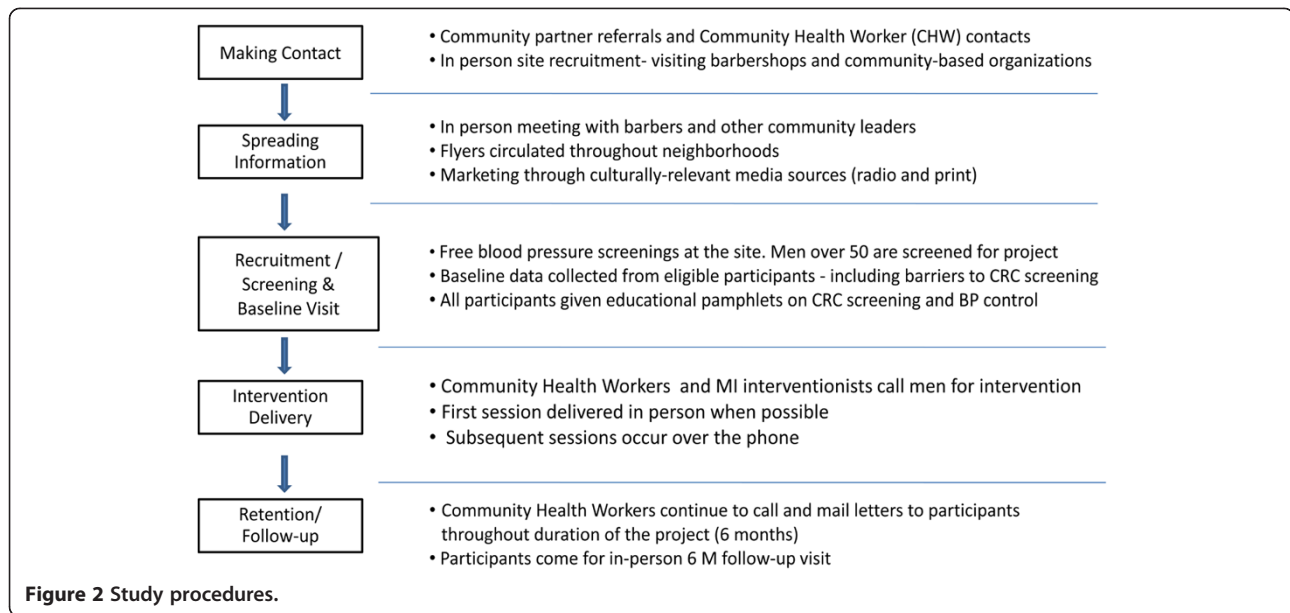 Making Contact
• Community partner referrals and Community Health Worker (CHW) contacts
• In person site recruitment- visiting barbershops and community-based organizations
Spreading
Information
• In person meeting with barbers and other community leaders
• Flyers circulated throughout neighborhoods
• Marketing through culturally-relevant media sources (radio and print)
Recruitment /
Screening &
Baseline Visit
• Free blood pressure screenings at the site. Men over 50 are screened for project
• Baseline data collected from eligible participants - including barriers to CRC screening
• All participants given educational pamphlets on CRC screening and BP control
Intervention
Delivery
• Community Health Workers and MI interventionists call men for intervention
• First session delivered in person when possible
• Subsequent sessions occur over the phone
Retention/
Follow-up
• Community Health Workers continue to call and mail letters to participants
throughout duration of the project (6 months)
• Participants come for in-person 6 M follow-up visit
Figure 2 Study procedures.